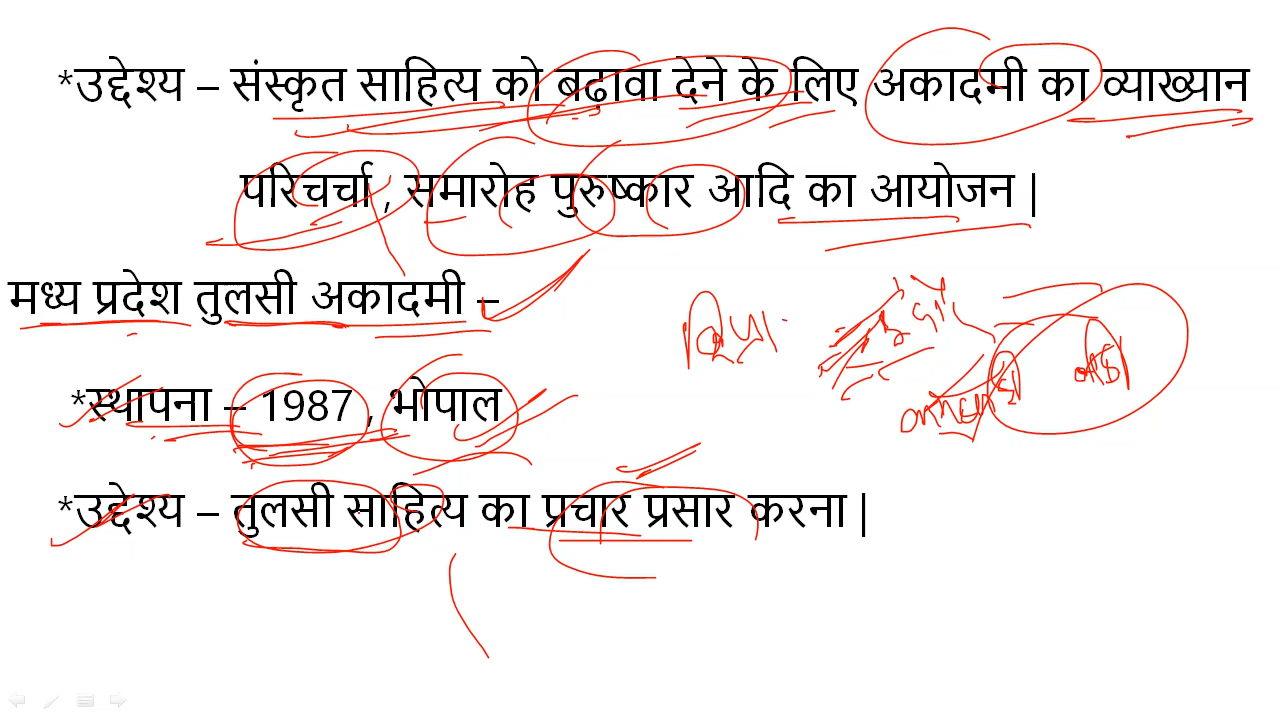 *उद्देश्य – संस्कृत साहित्य को बढ़ावा देने के लिए अकादमी का व्याख्यान
परिचर्चा , समारोह पुरुष्कार आदि का आयोजन |
मध्य प्रदेश तुलसी अकादमी –
*स्थापना – 1987 , भोपाल
*उद्देश्य – तुलसी साहित्य का प्रचार प्रसार करना |